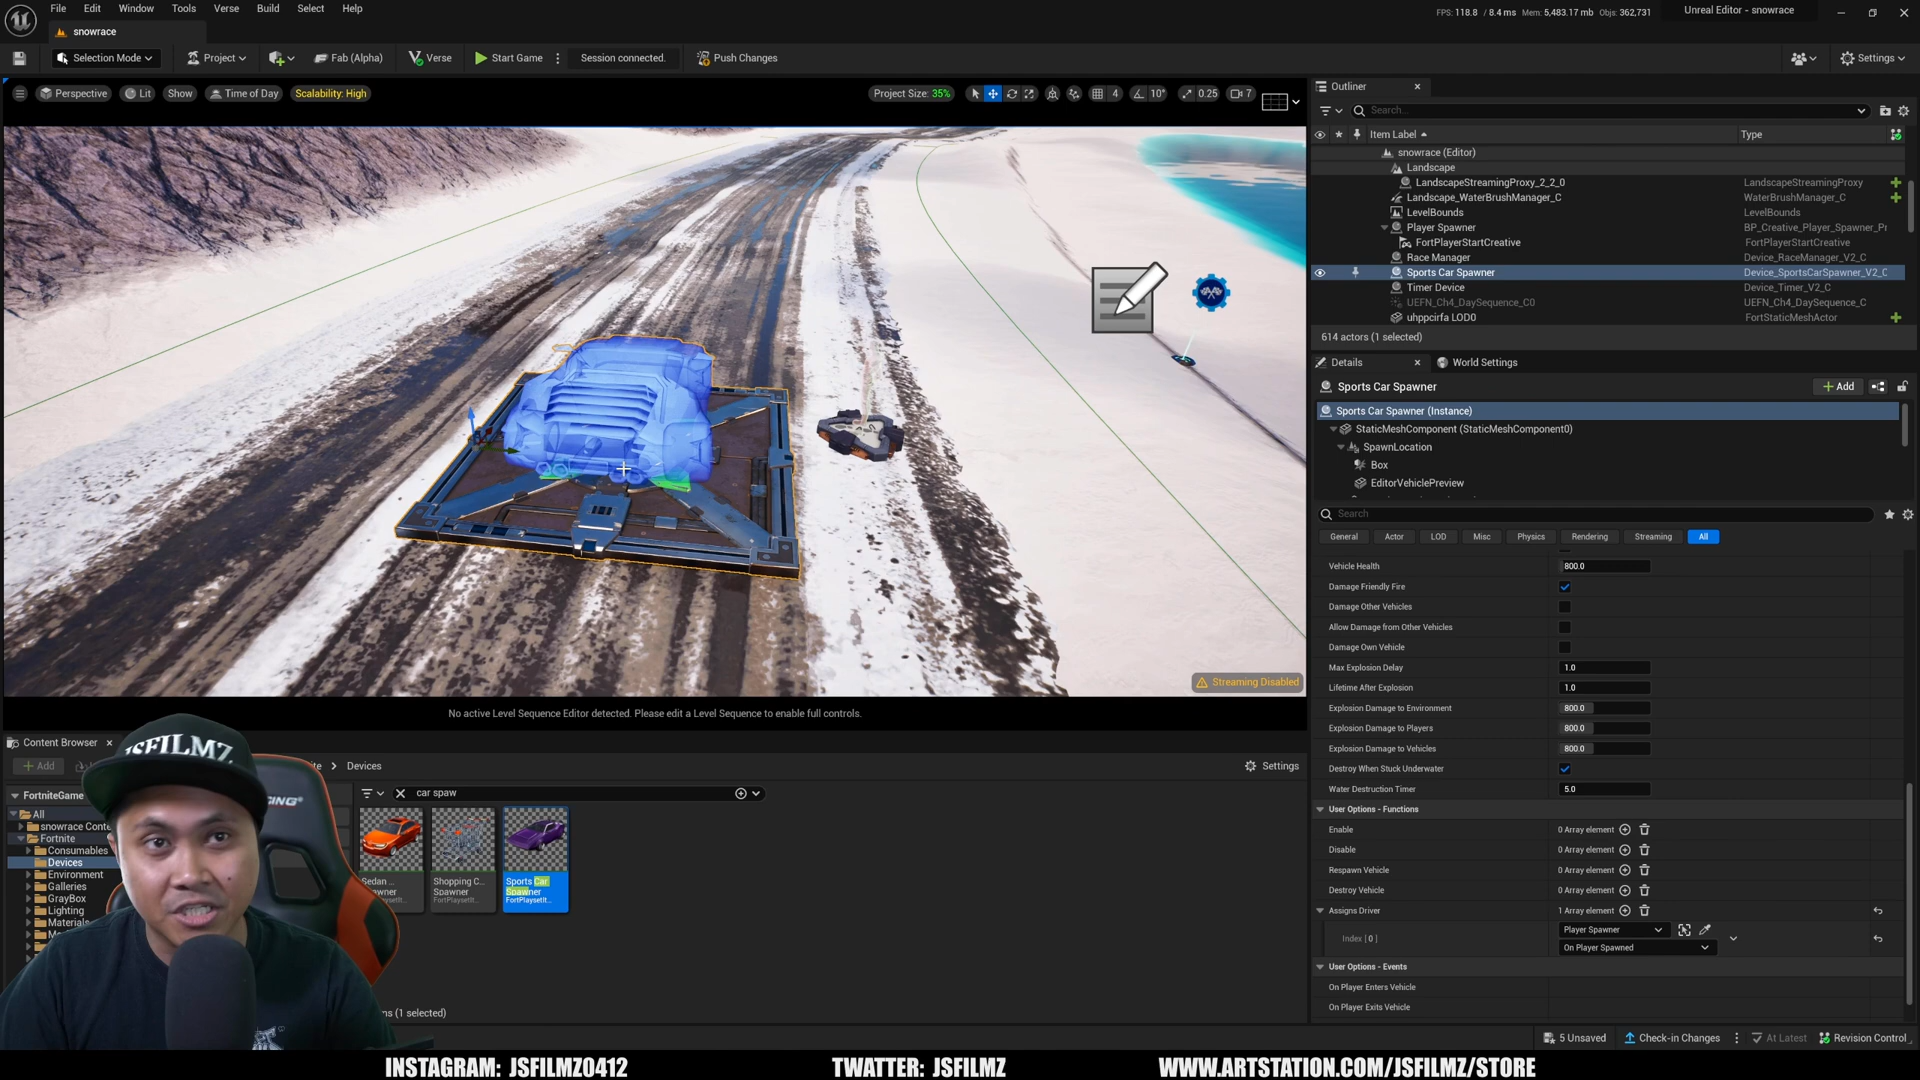 File Edit Window Tools Verse Build Select Help
FPS: 118.8 / 8.4 ms Mem: 5,483.17 mb Objs: 362,731
Unreal Editor - snowrace
snowrace
Selection Mode
Project
Fab (Alpha)
Verse
Start Game
Session connected.
Push Changes
Settings
Perspective
Lit
Show
Time of Day
Scalability: High
Project Size: 35%
4
10°
0.25
7
Outliner
Search...
Item Label
Type
snowrace (Editor)
Landscape
LandscapeStreamingProxy_2_2_0 LandscapeStreamingProxy
Landscape_WaterBrushManager_C WaterBrushManager_C
LevelBounds LevelBounds
Player Spawner BP_Creative_Player_Spawner_Pr
FortPlayerStartCreative FortPlayerStartCreative
Race Manager Device_RaceManager_V2_C
Sports Car Spawner Device_SportsCarSpawner_V2_C
Timer Device Device_Timer_V2_C
UEFN_Ch4_DaySequence_C0 UEFN_Ch4_DaySequence_C
uhppcirfa LOD0 FortStaticMeshActor
614 actors (1 selected)
Details
World Settings
Sports Car Spawner
Add
Sports Car Spawner (Instance)
StaticMeshComponent (StaticMeshComponent0)
SpawnLocation
Box
EditorVehiclePreview
Search
General Actor LOD Misc Physics Rendering Streaming All
Vehicle Health 800.0
Damage Friendly Fire
Damage Other Vehicles
Allow Damage from Other Vehicles
Damage Own Vehicle
Max Explosion Delay 1.0
Lifetime After Explosion 1.0
Explosion Damage to Environment 800.0
Explosion Damage to Players 800.0
Explosion Damage to Vehicles 800.0
Destroy When Stuck Underwater
Water Destruction Timer 5.0
User Options - Functions
Enable 0 Array element
Disable 0 Array element
Respawn Vehicle 0 Array element
Destroy Vehicle 0 Array element
Assigns Driver 1 Array element
Index [ 0 ]
Player Spawner
On Player Spawned
User Options - Events
On Player Enters Vehicle
On Player Exits Vehicle
Streaming Disabled
No active Level Sequence Editor detected. Please edit a Level Sequence to enable full controls.
Content Browser
Add
Devices
Settings
FortniteGame
All
snowrace Conte
Fortnite
Consumables
Devices
Environment
Galleries
GrayBox
Lighting
Materials
car spaw
Sedan ...
Shopping C...
Spawner
FortPlaysetIt...
Sports Car
Spawner
FortPlaysetIt...
(1 selected)
JSFILMZ
5 Unsaved
Check-in Changes
At Latest
Revision Control
INSTAGRAM: JSFILMZ0412
TWATTER: JSFILMZ
WWW.ARTSTATION.COM/JSFILMZ/STORE